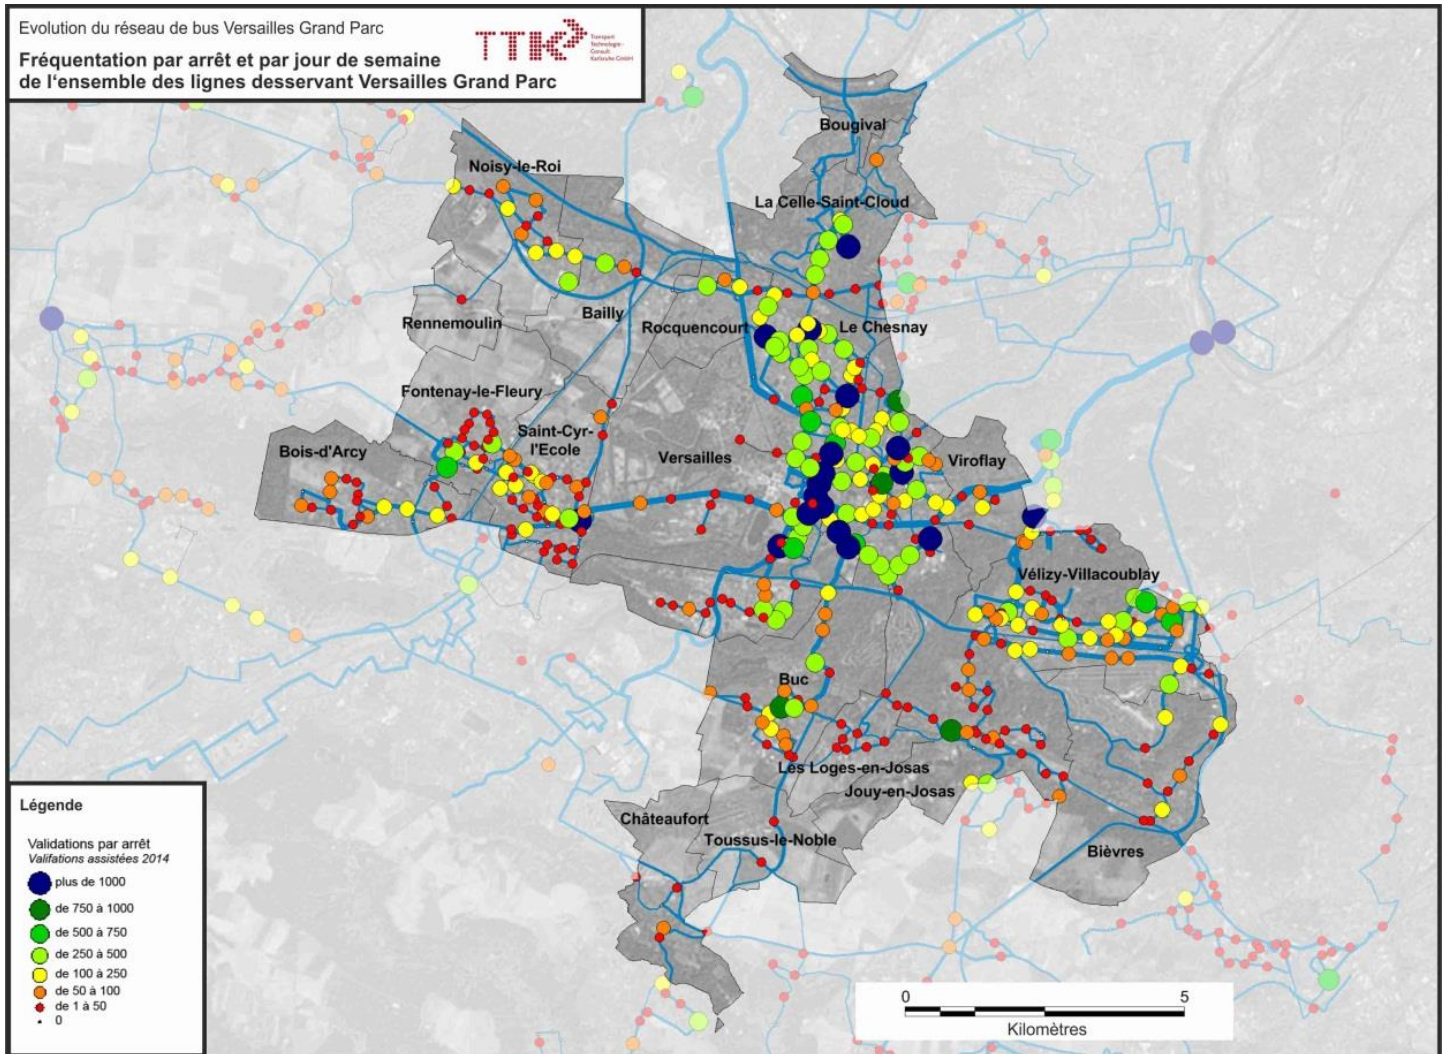 Evolution du réseau de bus Versailles Grand Parc
Fréquentation par arrêt et par jour de semaine
de l'ensemble des lignes desservant Versailles Grand Parc
TTK
Transport
Technologie -
Consult
Karlsruhe GmbH
Bougival
Noisy-le-Roi
La Celle-Saint-Cloud
Bailly
Rennemoulin
Rocquencourt
Le Chesnay
Fontenay-le-Fleury
Saint-Cyr-
l'Ecole
Bois-d'Arcy
Versailles
Viroflay
Vélizy-Villacoublay
Buc
Les Loges-en-Josas
Jouy-en-Josas
Châteaufort
Toussus-le-Noble
Bièvres
Légende
Validations par arrêt
Valifations assistées 2014
plus de 1000
de 750 à 1000
de 500 à 750
de 250 à 500
de 100 à 250
de 50 à 100
de 1 à 50
0
0 5
Kilomètres